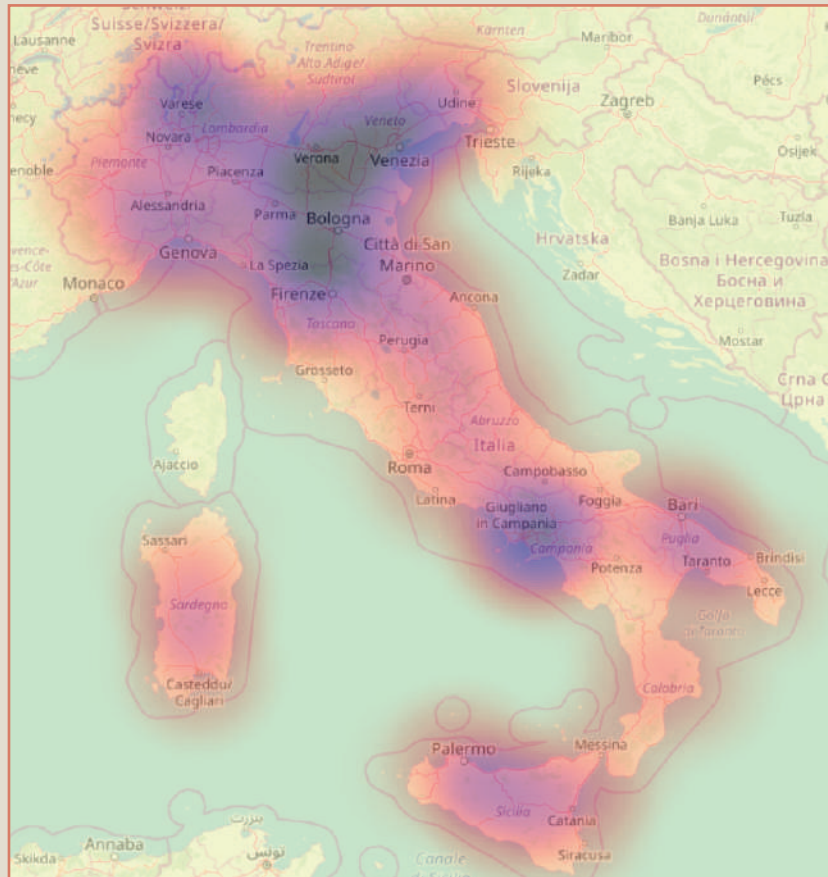 Suisse/Svizzera/
Svizra
Lausanne
Trentino
Alto Adige/
Südtirol
Kärnten
Maribor
Dunántúl
Slovenija
Pécs
Varese
Udine
Zagreb
Novara
Lombardia
Veneto
Trieste
Piemonte
Verona
Venezia
Osijek
Piacenza
Rijeka
Alessandria
Parma
Bologna
Banja Luka
Tuzla
Genova
Città di San
Marino
Hrvatska
La Spezia
Bosna i Hercegovina
Босна и
Херцеговина
Monaco
Firenze
Zadar
Ancona
Toscana
Perugia
Mostar
Grosseto
Terni
Abruzzo
Italia
Ajaccio
Roma
Campobasso
Latina
Foggia
Giugliano
in Campania
Bari
Sassari
Campania
Puglia
Potenza
Taranto
Brindisi
Lecce
Sardegna
Casteddu/
Cagliari
Calabria
Palermo
Messina
Sicilia
Catania
Siracusa
بنزرت
Annaba
تونس
Skikda
Canale